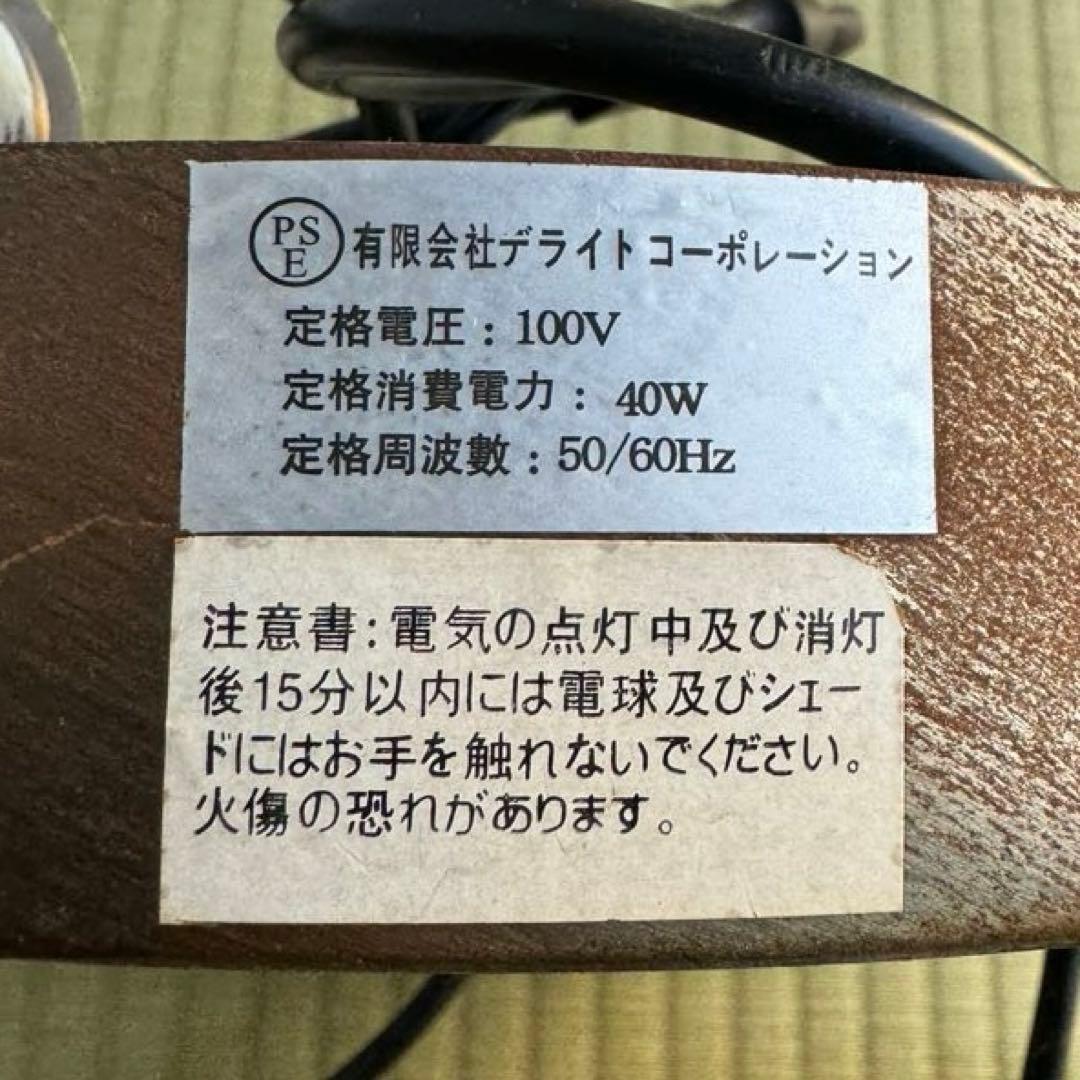 PSE 有限会社デライトコーポレーション
定格電圧：100V
定格消費電力：40W
定格周波數：50/60Hz
注意書：電気の点灯中及び消灯
後15分以内には電球及びシェー
ドにはお手を触れないでください。
火傷の恐れがあります。